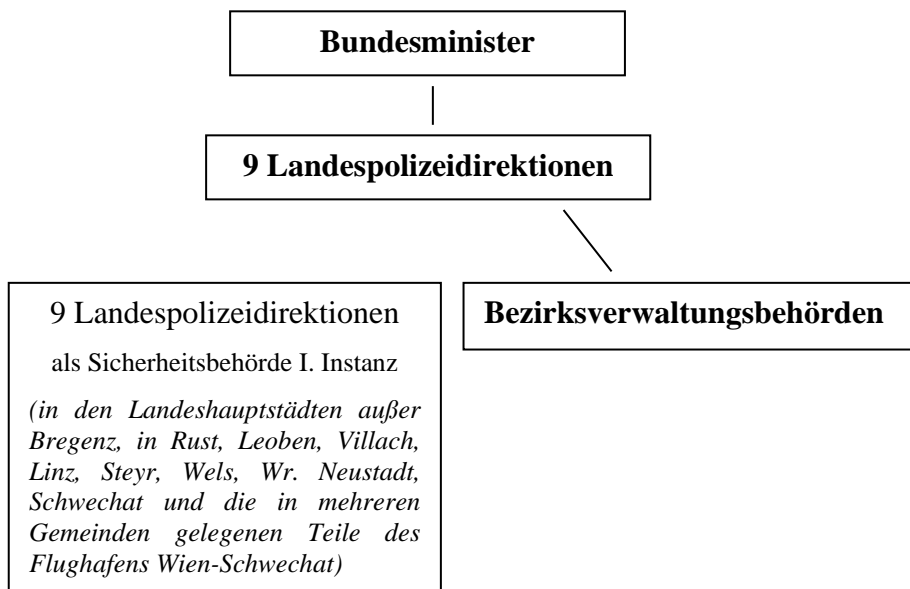 Bundesminister
9 Landespolizeidirektionen
9 Landespolizeidirektionen
als Sicherheitsbehörde I. Instanz
(in den Landeshauptstädten außer
Bregenz, in Rust, Leoben, Villach,
Linz, Steyr, Wels, Wr. Neustadt,
Schwechat und die in mehreren
Gemeinden gelegenen Teile des
Flughafens Wien-Schwechat)
Bezirksverwaltungsbehörden